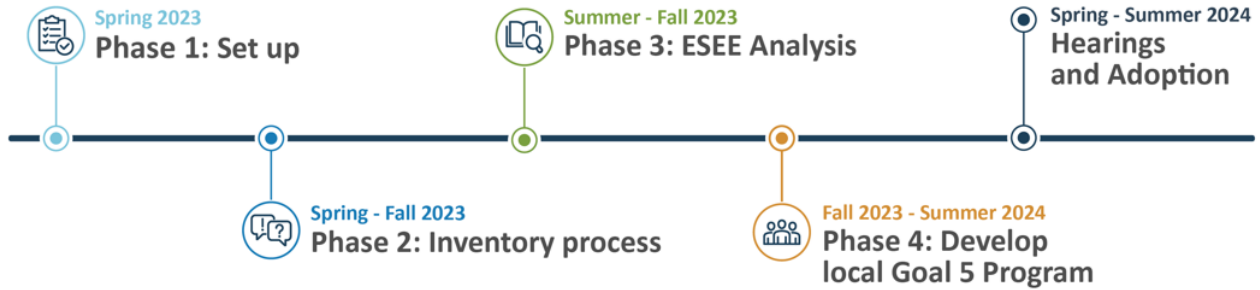 Spring 2023
Phase 1: Set up
Spring - Fall 2023
Phase 2: Inventory process
Summer - Fall 2023
Phase 3: ESEE Analysis
Fall 2023 - Summer 2024
Phase 4: Develop
local Goal 5 Program
Spring - Summer 2024
Hearings
and Adoption